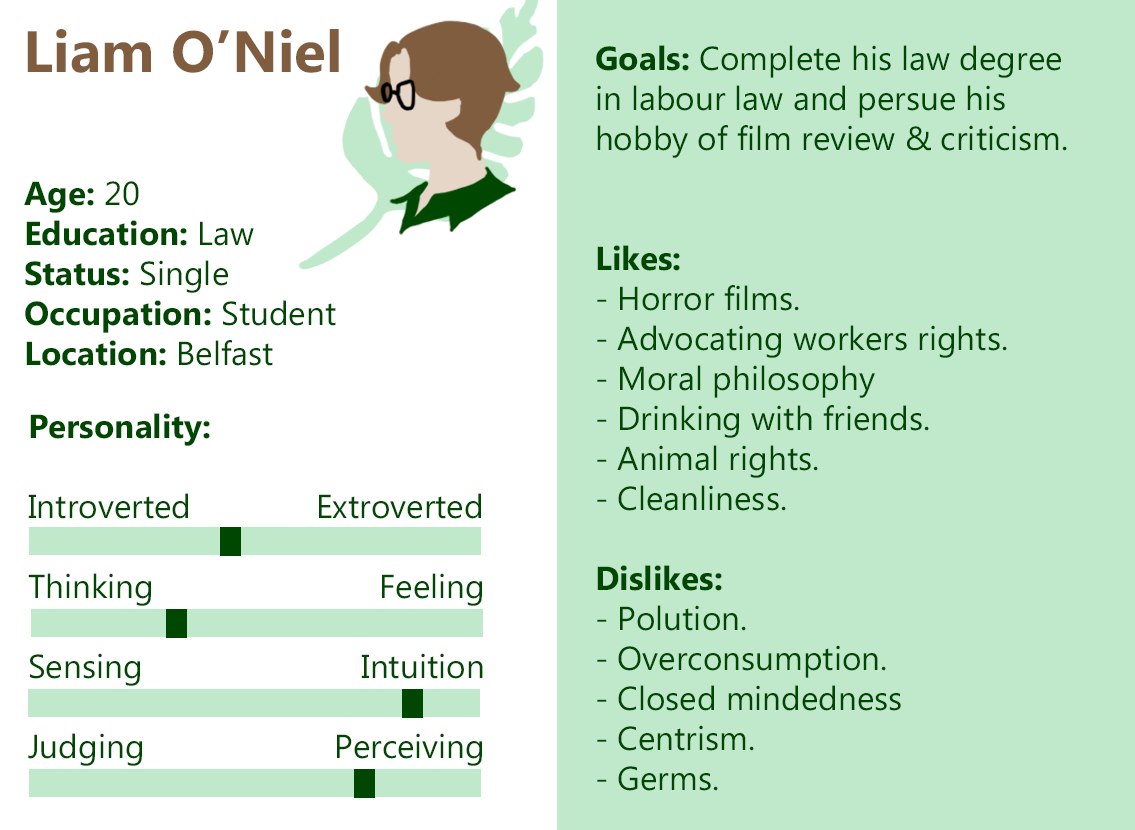 Liam O’Niel
Age: 20
Education: Law
Status: Single
Occupation: Student
Location: Belfast
Personality:
Introverted Extroverted
Thinking Feeling
Sensing Intuition
Judging Perceiving
Goals: Complete his law degree
in labour law and persue his
hobby of film review & criticism.
Likes:
- Horror films.
- Advocating workers rights.
- Moral philosophy
- Drinking with friends.
- Animal rights.
- Cleanliness.
Dislikes:
- Polution.
- Overconsumption.
- Closed mindedness
- Centrism.
- Germs.